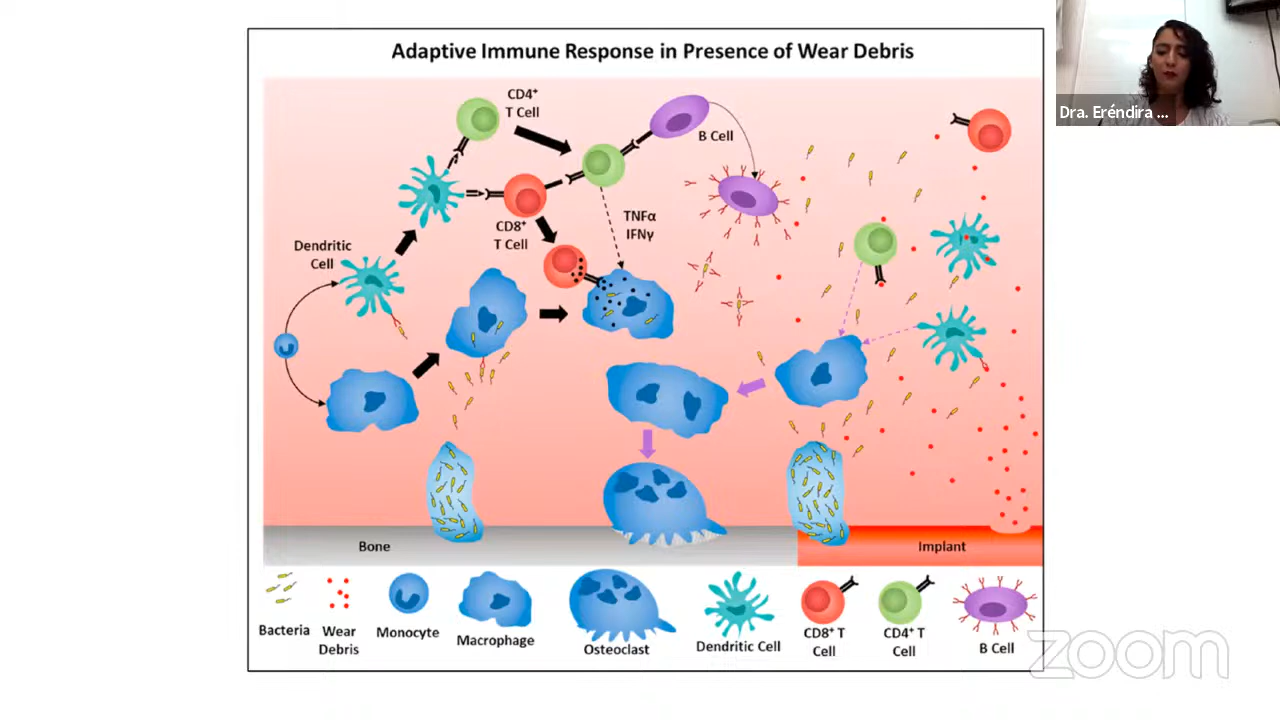 Adaptive Immune Response in Presence of Wear Debris
Dra. Eréndira ...
CD4⁺
T Cell
B Cell
CD8⁺
T Cell
TNFα
IFNγ
Dendritic
Cell
Bone
Implant
Bacteria
Wear
Debris
Monocyte
Macrophage
Osteoclast
Dendritic Cell
CD8⁺ T
Cell
CD4⁺ T
Cell
B Cell
zoom